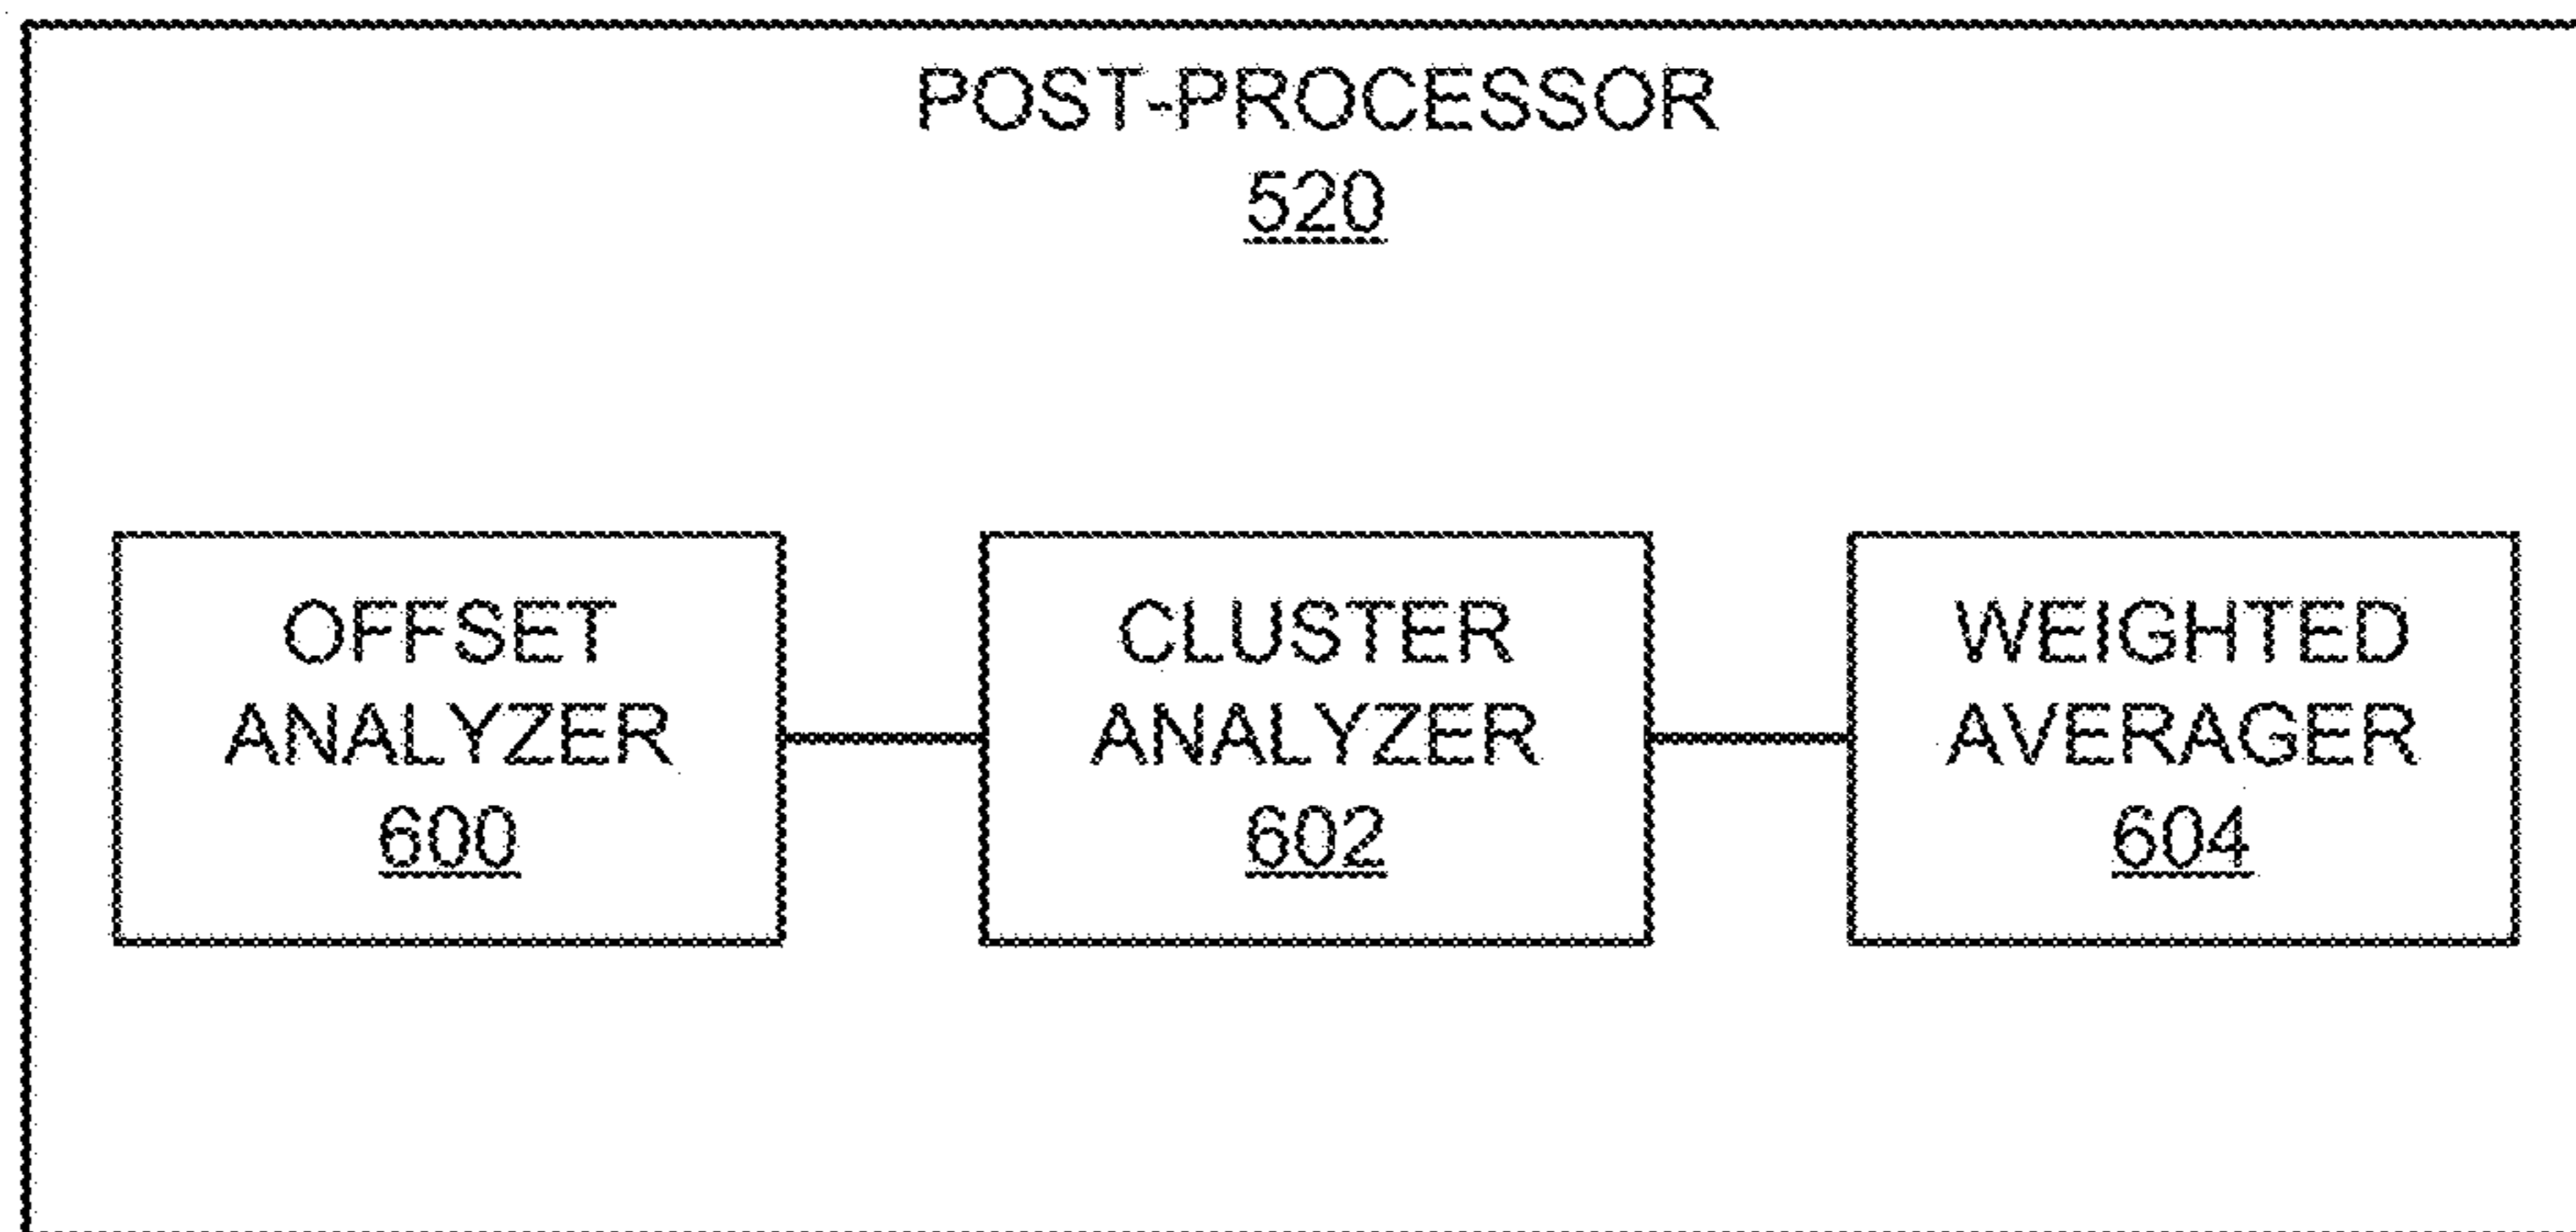 POST-PROCESSOR
520
OFFSET
ANALYZER
600
CLUSTER
ANALYZER
602
WEIGHTED
AVERAGER
604